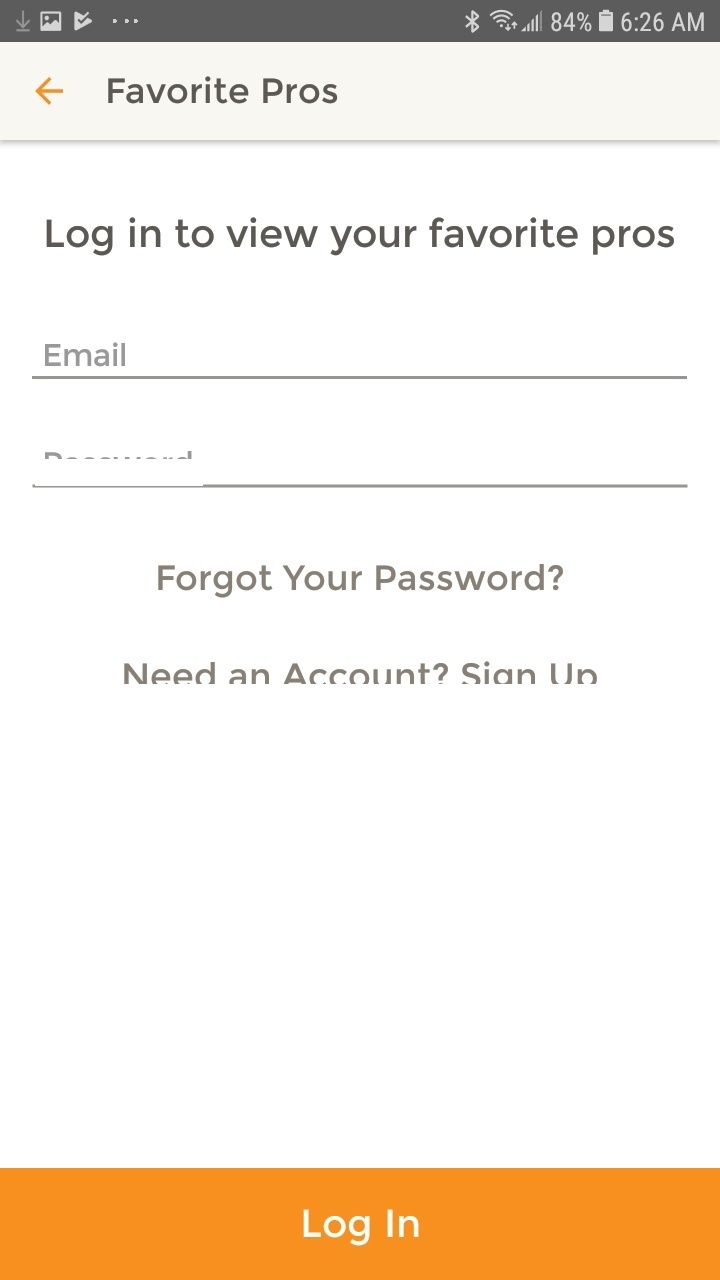 84% 6:26 AM
Favorite Pros
Log in to view your favorite pros
Email
Password
Forgot Your Password?
Need an Account? Sign Up
Log In